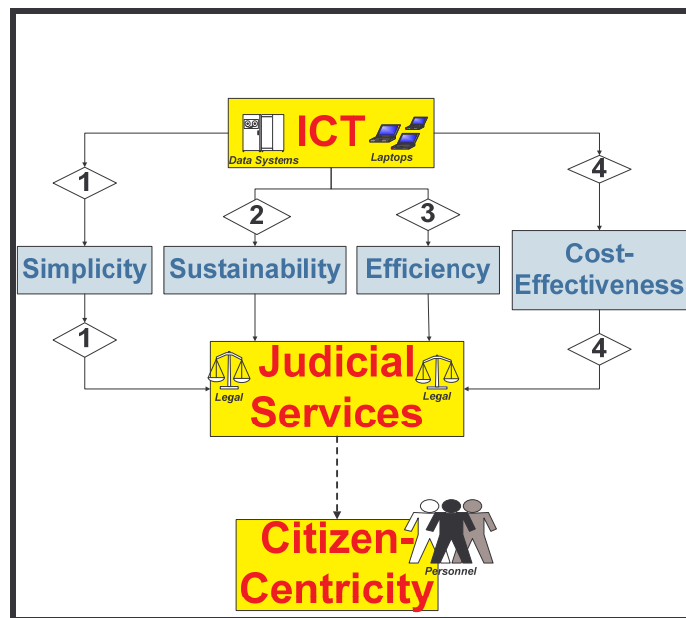 ICT
Data Systems
Laptops
1
4
2
3
Simplicity
Sustainability
Efficiency
Cost-
Effectiveness
1
4
Judicial
Services
Legal
Legal
Citizen-
Centricity
Personnel